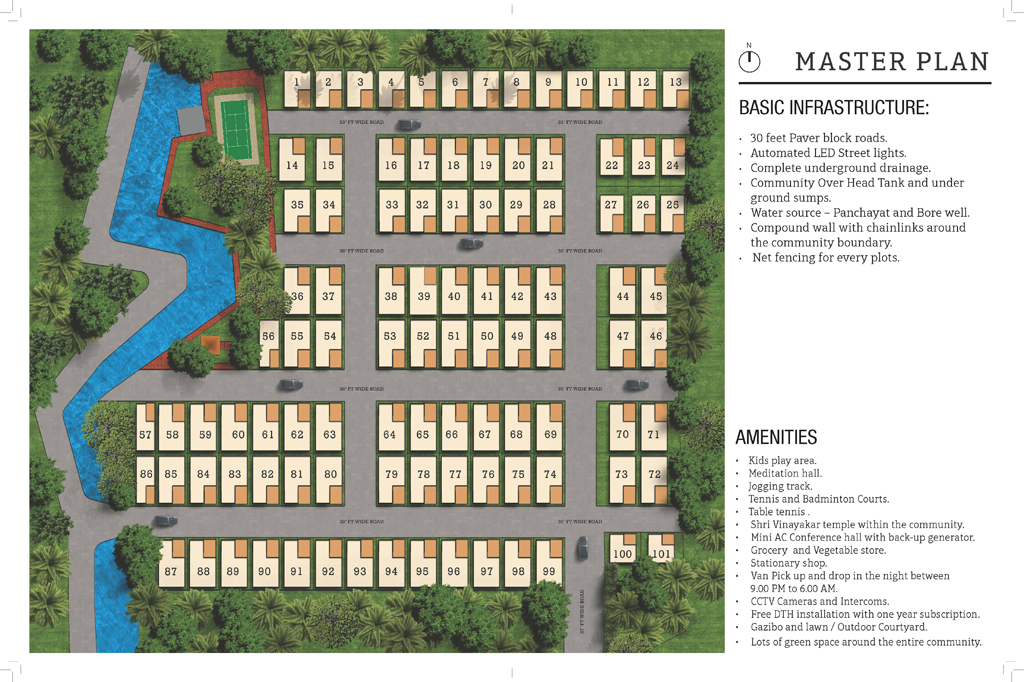 N
MASTER PLAN
BASIC INFRASTRUCTURE:
· 30 feet Paver block roads.
· Automated LED Street lights.
· Complete underground drainage.
· Community Over Head Tank and under
ground sumps.
· Water source – Panchayat and Bore well.
· Compound wall with chainlinks around
the community boundary.
· Net fencing for every plots.
AMENITIES
· Kids play area.
· Meditation hall.
· Jogging track.
· Tennis and Badminton Courts.
· Table tennis .
· Shri Vinayakar temple within the community.
· Mini AC Conference hall with back-up generator.
· Grocery and Vegetable store.
· Stationary shop.
· Van Pick up and drop in the night between
9.00 PM to 6.00 AM.
· CCTV Cameras and Intercoms.
· Free DTH installation with one year subscription.
· Gazibo and lawn / Outdoor Courtyard.
· Lots of green space around the entire community.
1 2 3 4 5 6 7 8 9 10 11 12 13
FT WIDE ROAD FT WIDE ROAD
14 15 16 17 18 19 20 21 22 23 24
35 34 33 32 31 30 29 28 27 26 25
30' FT WIDE ROAD 30' FT WIDE ROAD
36 37 38 39 40 41 42 43 44 45
56 55 54 53 52 51 50 49 48 47 46
30' FT WIDE ROAD 30' FT WIDE ROAD
57 58 59 60 61 62 63 64 65 66 67 68 69 70 71
86 85 84 83 82 81 80 79 78 77 76 75 74 73 72
30' FT WIDE ROAD 30' FT WIDE ROAD
87 88 89 90 91 92 93 94 95 96 97 98 99 100 101
FT WIDE ROAD